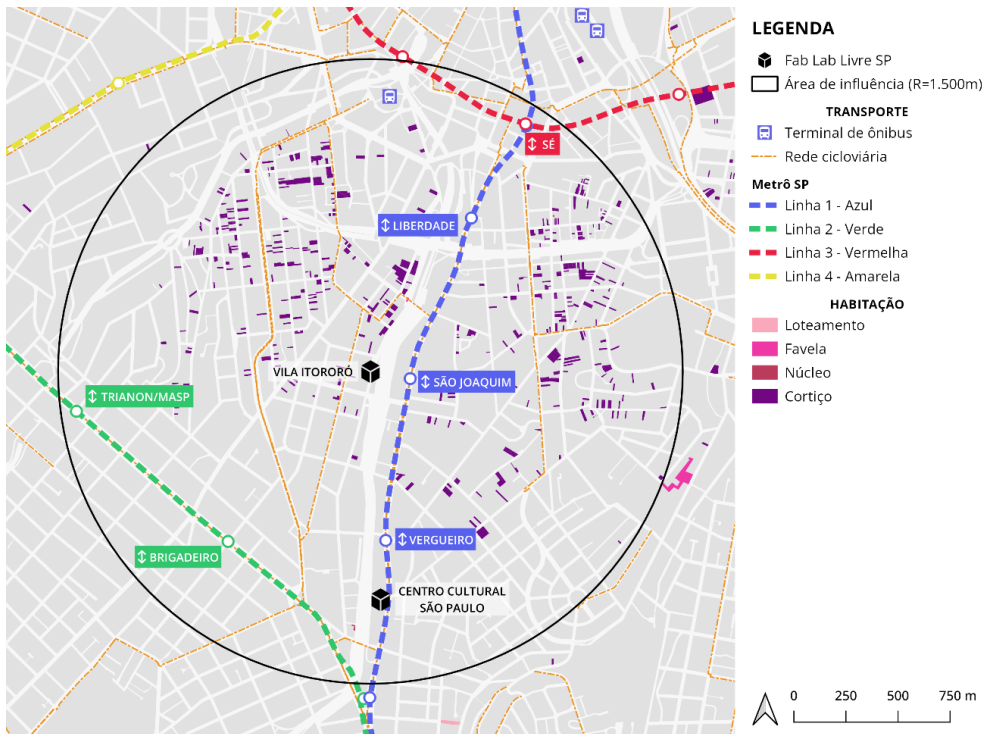 SÉ
LIBERDADE
VILA ITORORÓ
SÃO JOAQUIM
TRIANON/MASP
VERGUEIRO
BRIGADEIRO
CENTRO CULTURAL
SÃO PAULO
LEGENDA
Fab Lab Livre SP
Área de influência (R=1.500m)
TRANSPORTE
Terminal de ônibus
Rede cicloviária
Metrô SP
Linha 1 - Azul
Linha 2 - Verde
Linha 3 - Vermelha
Linha 4 - Amarela
HABITAÇÃO
Loteamento
Favela
Núcleo
Cortiço
0 250 500 750 m